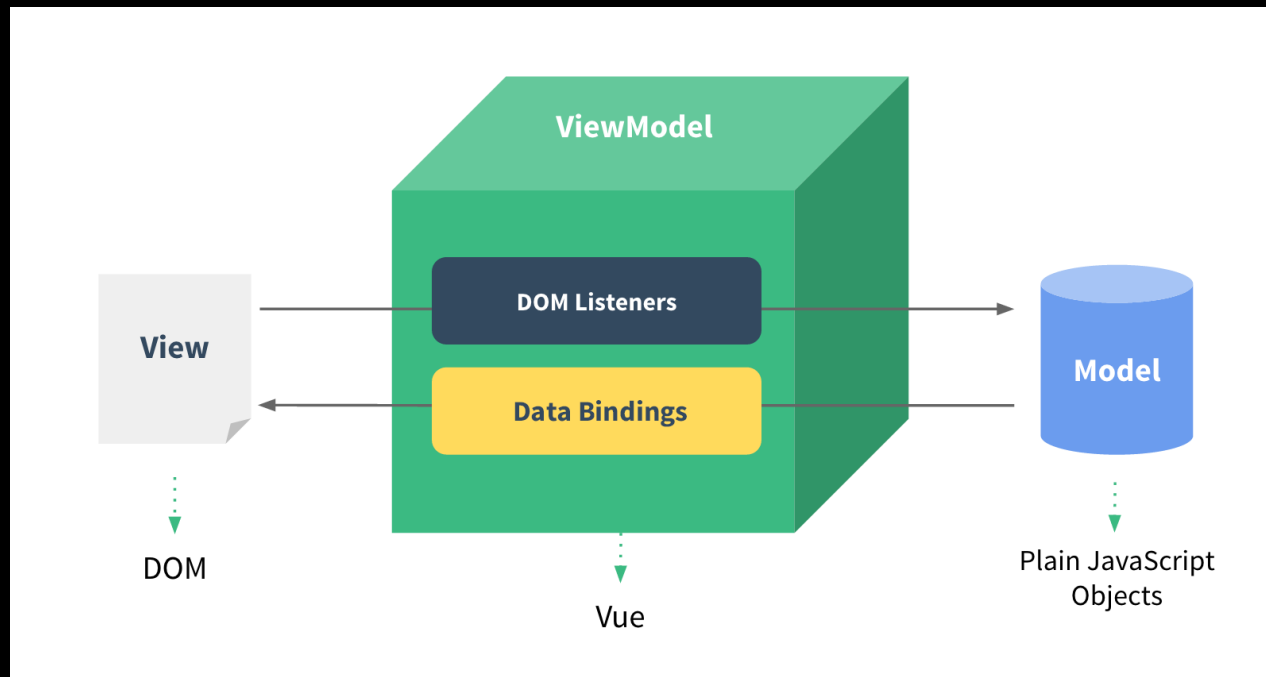 ViewModel
DOM Listeners
View
Data Bindings
Model
DOM
Vue
Plain JavaScript
Objects